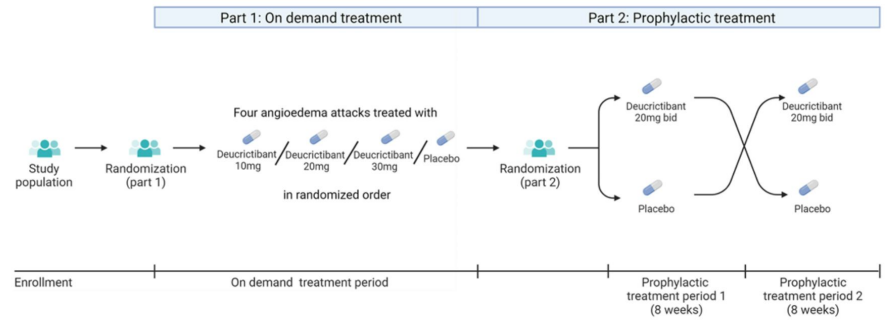 Part 1: On demand treatment
Part 2: Prophylactic treatment
Study
population
Randomization
(part 1)
Four angioedema attacks treated with
Deucrictibant
10mg
/
Deucrictibant
20mg
/
Deucrictibant
30mg
/
Placebo
in randomized order
Randomization
(part 2)
Deucrictibant
20mg bid
Placebo
Deucrictibant
20mg bid
Placebo
Enrollment
On demand treatment period
Prophylactic
treatment period 1
(8 weeks)
Prophylactic
treatment period 2
(8 weeks)